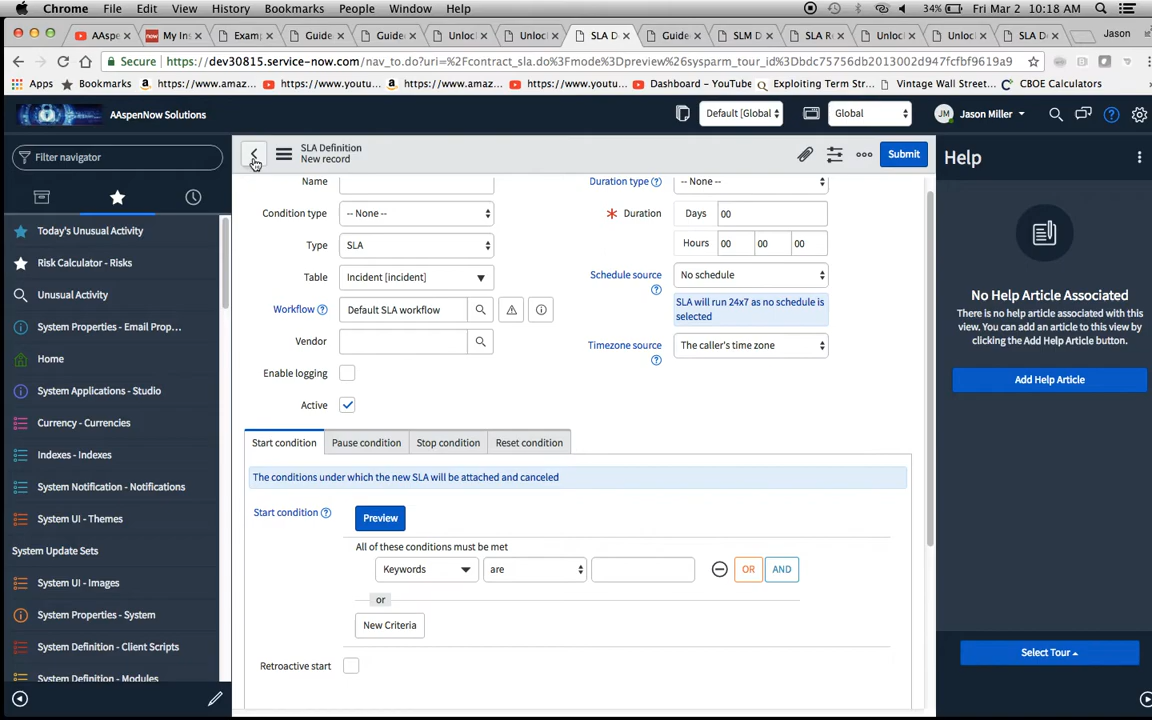 Chrome File Edit View History Bookmarks People Window Help 34% Fri Mar 2 10:18 AM
AAspe My Ins Examp Guide Guide Unloc Unloc SLA D Guide SLM D SLA R Unloc Unloc SLA D Jason
Secure https://dev30815.service-now.com/nav_to.do?uri=%2Fcontract_sla.do%3Fmode%3Dpreview%26sysparm_tour_id%3Dbdc75756db2013002d947fcfbf9619a9
Apps Bookmarks https://www.youtu… https://www.youtu… https://www.amaz… https://www.amaz… Dashboard – YouTub Exploiting Term Str Vintage Wall Street… CBOE Calculators
AAspenNow Solutions Default [Global JM Jason Miller Global
Filter navigator
SLA Definition
New record
Submit
Help
Today's Unusual Activity
Risk Calculator - Risks
Unusual Activity
System Properties - Email Prop…
Home
System Applications - Studio
Currency - Currencies
Indexes - Indexes
System Notification - Notifications
System UI - Themes
System Update Sets
System UI - Images
System Properties - System
System Definition - Client Scripts
System Definition - Modules
Name
Condition type -- None --
Type SLA
Table Incident [incident]
Workflow Default SLA workflow
Vendor
Enable logging
Active
Duration type -- None --
* Duration Days 00
Hours 00 00 00
Schedule source No schedule
SLA will run 24x7 as no schedule is
selected
Timezone source The caller's time zone
Start condition Pause condition Stop condition Reset condition
The conditions under which the new SLA will be attached and canceled
Start condition Preview
All of these conditions must be met
Keywords are OR AND
or
New Criteria
Retroactive start
No Help Article Associated
There is no help article associated with this
view. You can add an article to this view by
clicking the Add Help Article button.
Add Help Article
Select Tour